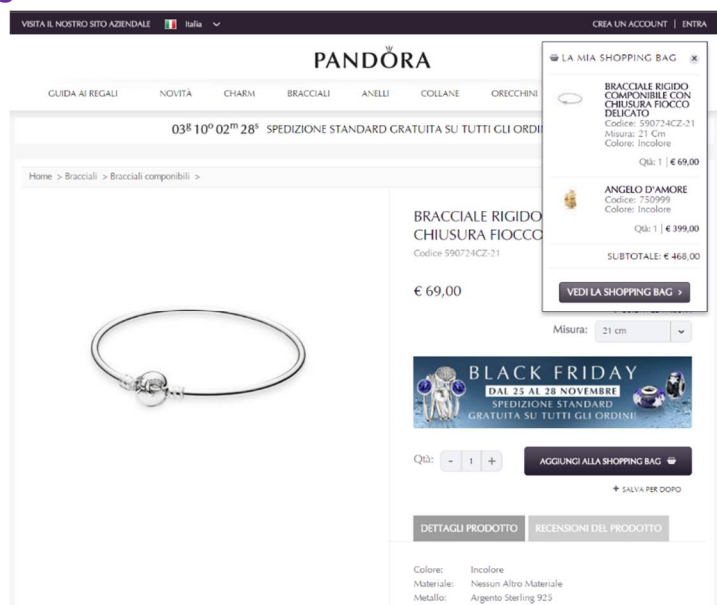 VISITA IL NOSTRO SITO AZIENDALE Italia
CREA UN ACCOUNT | ENTRA
PANDÖRA
GUIDA AI REGALI NOVITÀ CHARM BRACCIALI ANELLI COLLANE ORECCHINI
03g 10o 02m 28s SPEDIZIONE STANDARD GRATUITA SU TUTTI GLI ORDI
Home > Bracciali > Bracciali componibili >
LA MIA SHOPPING BAG x
BRACCIALE RIGIDO
COMPONIBILE CON
CHIUSURA FIOCCO
DELICATO
Codice: 590724CZ-21
Misura: 21 Cm
Colore: Incolore
Qtà: 1 | € 69,00
ANGELO D'AMORE
Codice: 750999
Colore: Incolore
Qtà: 1 | € 399,00
SUBTOTALE: € 468,00
VEDI LA SHOPPING BAG >
BRACCIALE RIGIDO
CHIUSURA FIOCCO
Codice 590724CZ-21
€ 69,00
Misura: 21 cm
BLACK FRIDAY
DAL 25 AL 28 NOVEMBRE
SPEDIZIONE STANDARD
GRATUITA SU TUTTI GLI ORDINI!
Qtà: - 1 +
AGGIUNGI ALLA SHOPPING BAG
+ SALVA PER DOPO
DETTAGLI PRODOTTO RECENSIONI DEL PRODOTTO
Colore: Incolore
Materiale: Nessun Altro Materiale
Metallo: Argento Sterling 925